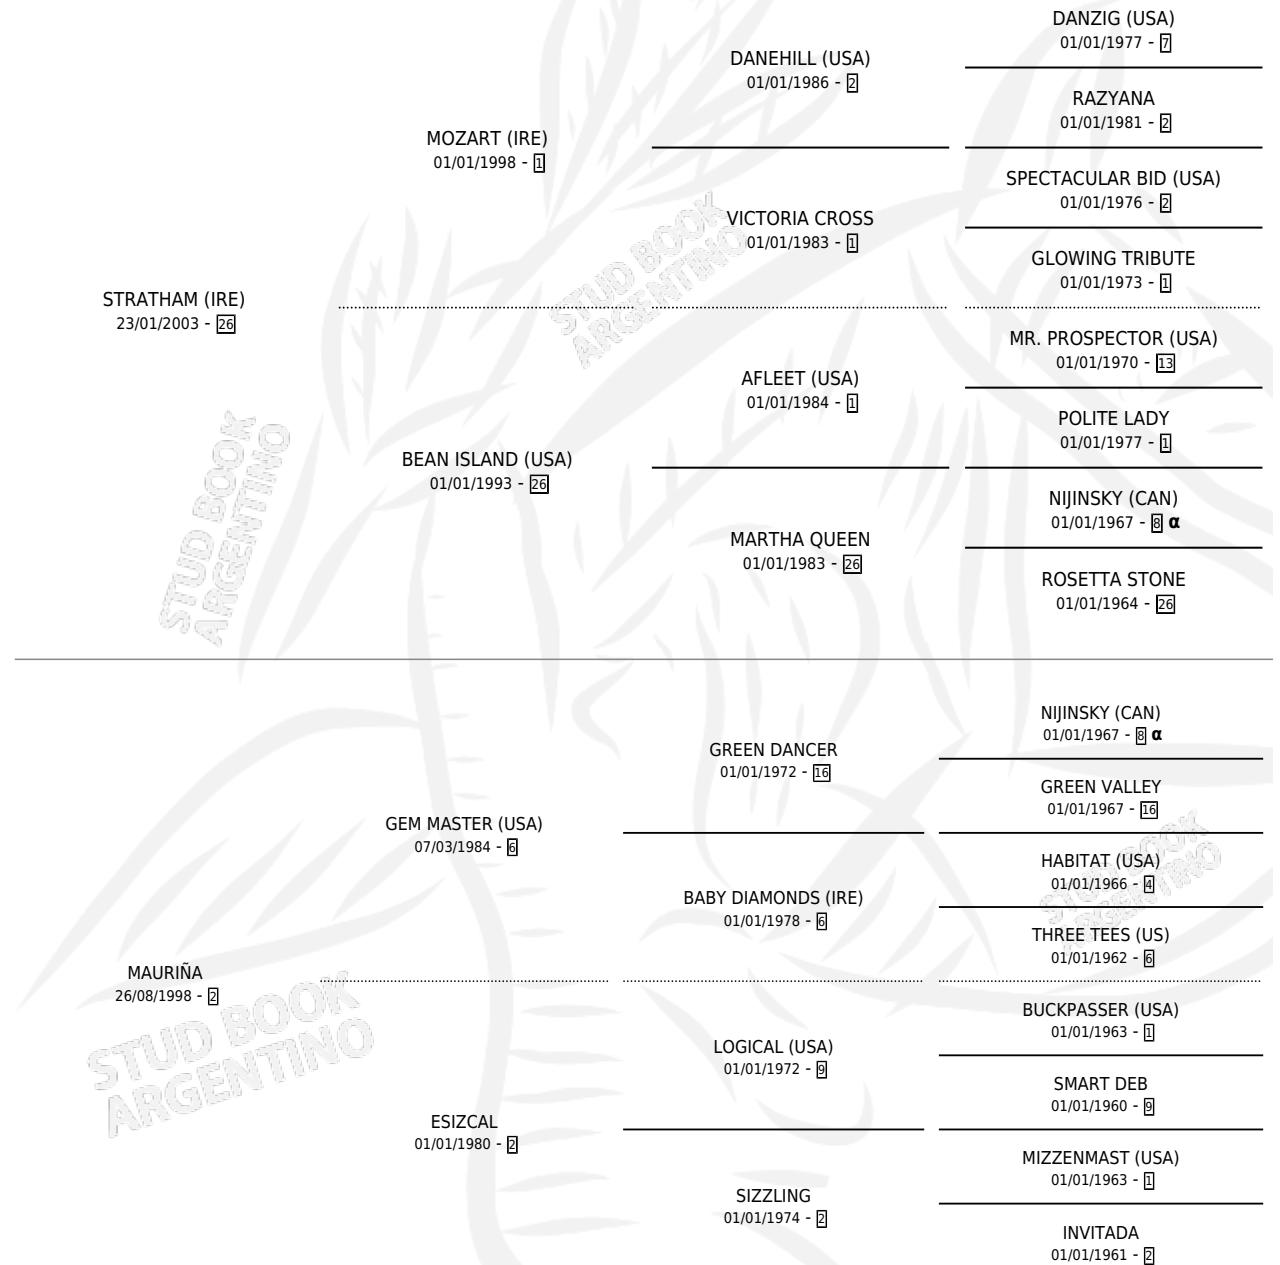 STRATHAM (IRE)
23/01/2003 - 26
MOZART (IRE)
01/01/1998 - 1
DANEHILL (USA)
01/01/1986 - 2
DANZIG (USA)
01/01/1977 - 7
RAZYANA
01/01/1981 - 2
VICTORIA CROSS
01/01/1983 - 1
SPECTACULAR BID (USA)
01/01/1976 - 2
GLOWING TRIBUTE
01/01/1973 - 1
BEAN ISLAND (USA)
01/01/1993 - 26
AFLEET (USA)
01/01/1984 - 1
MR. PROSPECTOR (USA)
01/01/1970 - 13
POLITE LADY
01/01/1977 - 1
MARTHA QUEEN
01/01/1983 - 26
NIJINSKY (CAN)
01/01/1967 - 8 α
ROSETTA STONE
01/01/1964 - 26
MAURIÑA
26/08/1998 - 2
GEM MASTER (USA)
07/03/1984 - 6
GREEN DANCER
01/01/1972 - 16
NIJINSKY (CAN)
01/01/1967 - 8 α
GREEN VALLEY
01/01/1967 - 16
BABY DIAMONDS (IRE)
01/01/1978 - 6
HABITAT (USA)
01/01/1966 - 4
THREE TEES (US)
01/01/1962 - 6
ESIZCAL
01/01/1980 - 2
LOGICAL (USA)
01/01/1972 - 9
BUCKPASSER (USA)
01/01/1963 - 1
SMART DEB
01/01/1960 - 9
SIZZLING
01/01/1974 - 2
MIZZENMAST (USA)
01/01/1963 - 1
INVITADA
01/01/1961 - 2
STUD BOOK
ARGENTINO
STUD BOOK
ARGENTINO
STUD BOOK
ARGENTINO
STUD BOOK
ARGENTINO